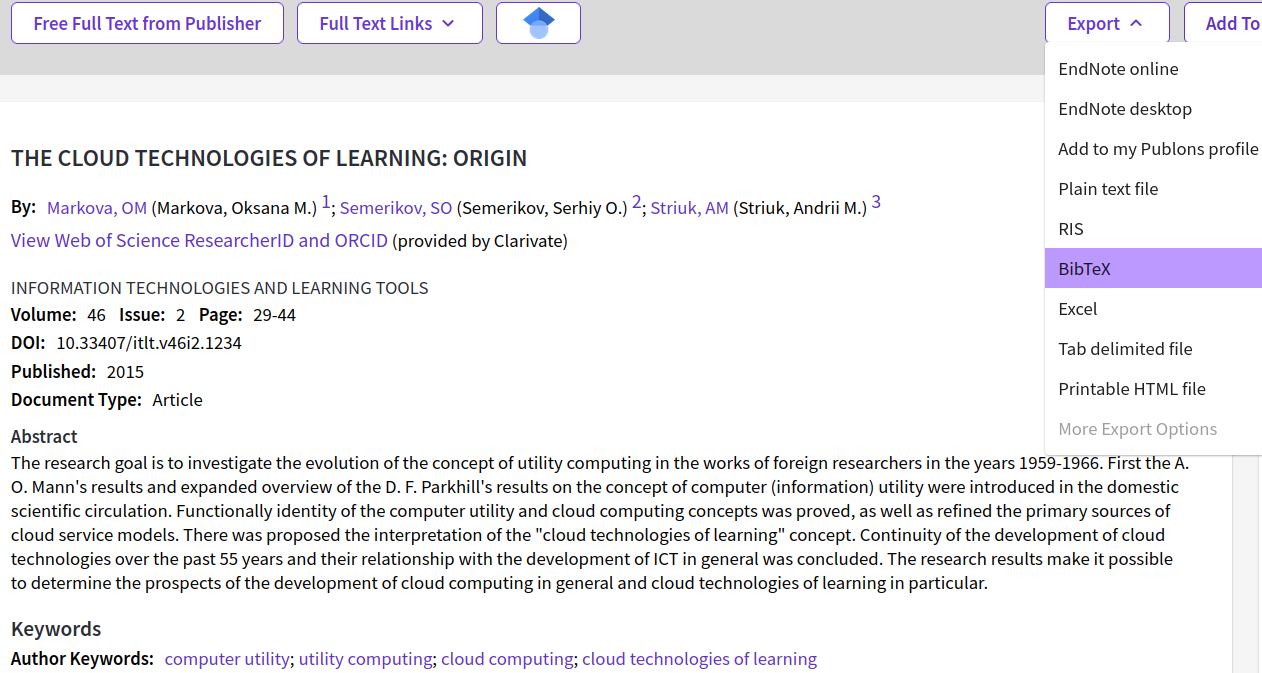 Free Full Text from Publisher
Full Text Links
Export
Add To
EndNote online
EndNote desktop
Add to my Publons profile
Plain text file
RIS
BibTeX
Excel
Tab delimited file
Printable HTML file
More Export Options
THE CLOUD TECHNOLOGIES OF LEARNING: ORIGIN
By: Markova, OM (Markova, Oksana M.) 1; Semerikov, SO (Semerikov, Serhiy O.) 2; Striuk, AM (Striuk, Andrii M.) 3
View Web of Science ResearcherID and ORCID (provided by Clarivate)
INFORMATION TECHNOLOGIES AND LEARNING TOOLS
Volume: 46 Issue: 2 Page: 29-44
DOI: 10.33407/itlt.v46i2.1234
Published: 2015
Document Type: Article
Abstract
The research goal is to investigate the evolution of the concept of utility computing in the works of foreign researchers in the years 1959-1966. First the A.
O. Mann's results and expanded overview of the D. F. Parkhill's results on the concept of computer (information) utility were introduced in the domestic
scientific circulation. Functionally identity of the computer utility and cloud computing concepts was proved, as well as refined the primary sources of
cloud service models. There was proposed the interpretation of the "cloud technologies of learning" concept. Continuity of the development of cloud
technologies over the past 55 years and their relationship with the development of ICT in general was concluded. The research results make it possible
to determine the prospects of the development of cloud computing in general and cloud technologies of learning in particular.
Keywords
Author Keywords: computer utility; utility computing; cloud computing; cloud technologies of learning